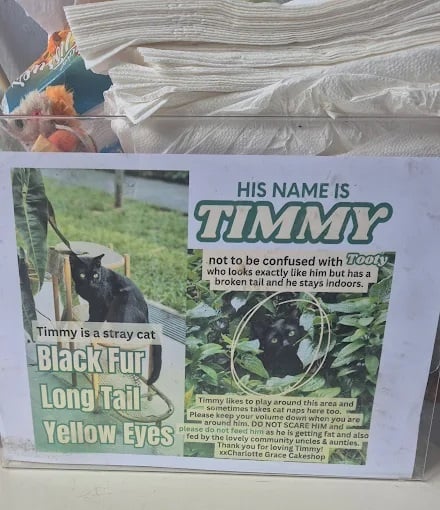 HIS NAME IS
TIMMY
not to be confused with Tooty
who looks exactly like him but has a
broken tail and he stays indoors.
Timmy is a stray cat
Black Fur
Long Tail
Yellow Eyes
Timmy likes to play around this area and
sometimes takes cat naps here too.
Please keep your volume down when you are
around him. DO NOT SCARE HIM and
please do not feed him as he is getting fat and also
fed by the lovely community uncles & aunties.
Thank you for loving Timmy!
xxCharlotte Grace Cakeshop